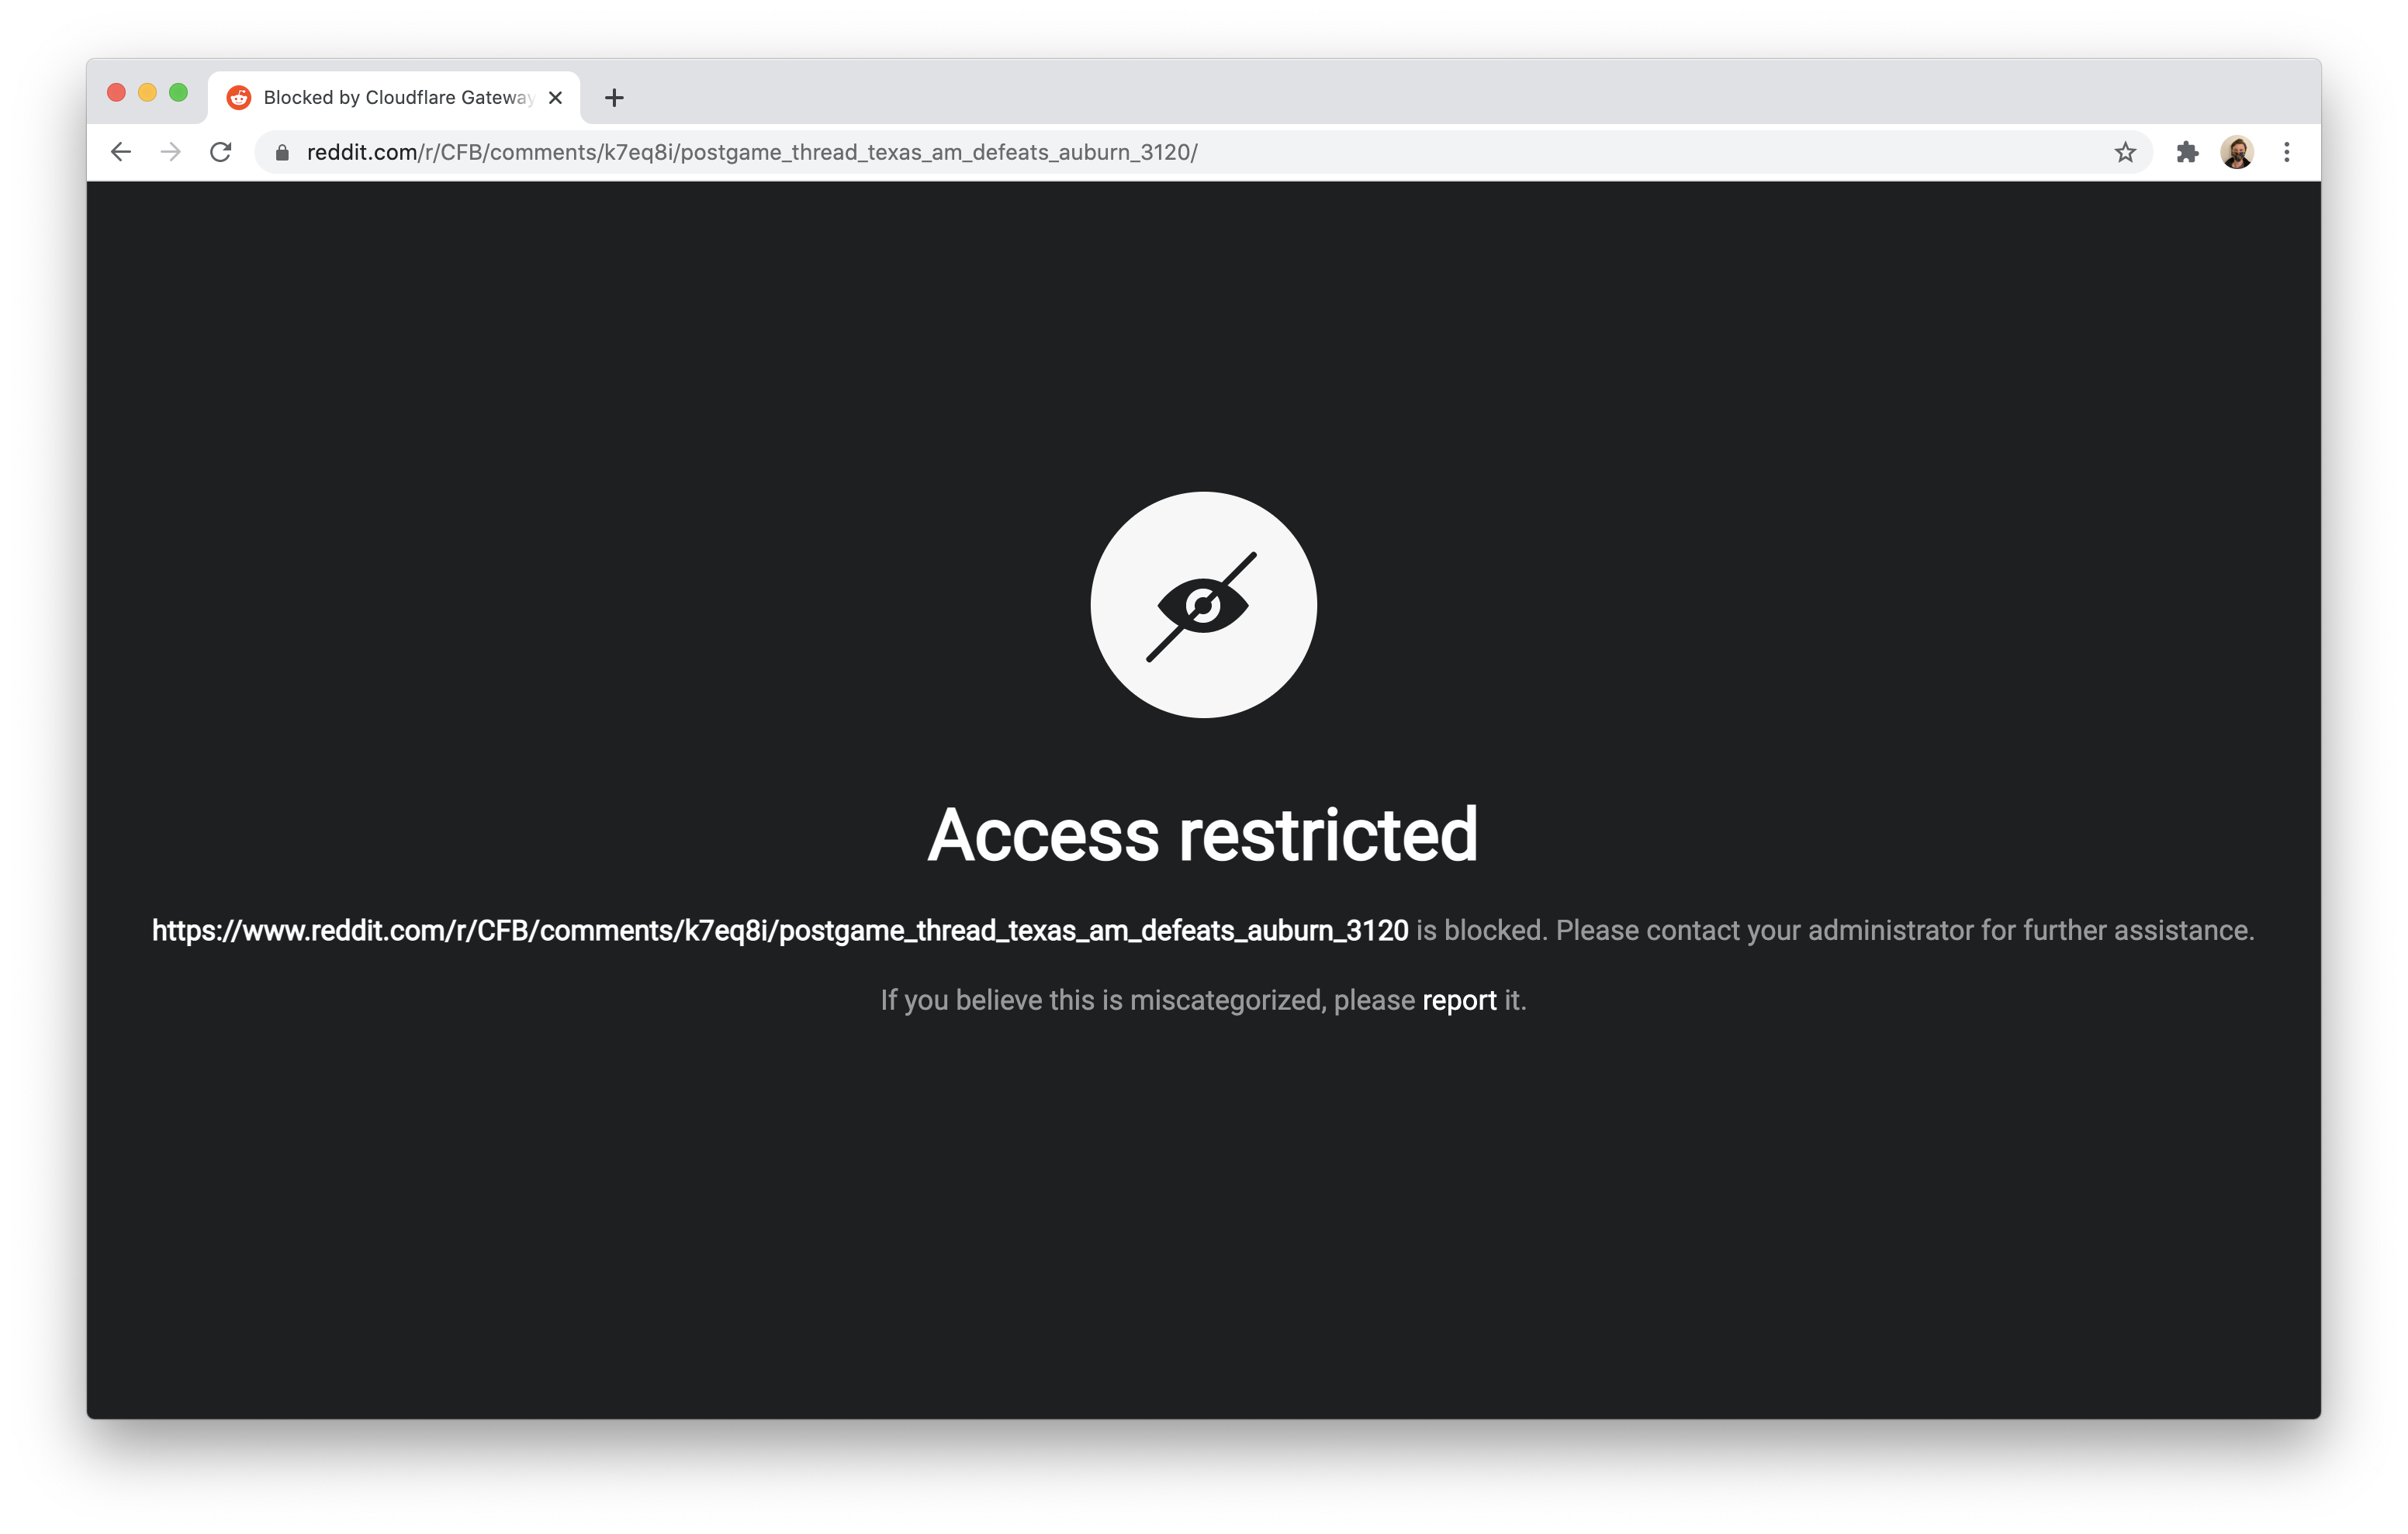 Blocked by Cloudflare Gateway
reddit.com/r/CFB/comments/k7eq8i/postgame_thread_texas_am_defeats_auburn_3120/
Access restricted
https://www.reddit.com/r/CFB/comments/k7eq8i/postgame_thread_texas_am_defeats_auburn_3120 is blocked. Please contact your administrator for further assistance.
If you believe this is miscategorized, please report it.